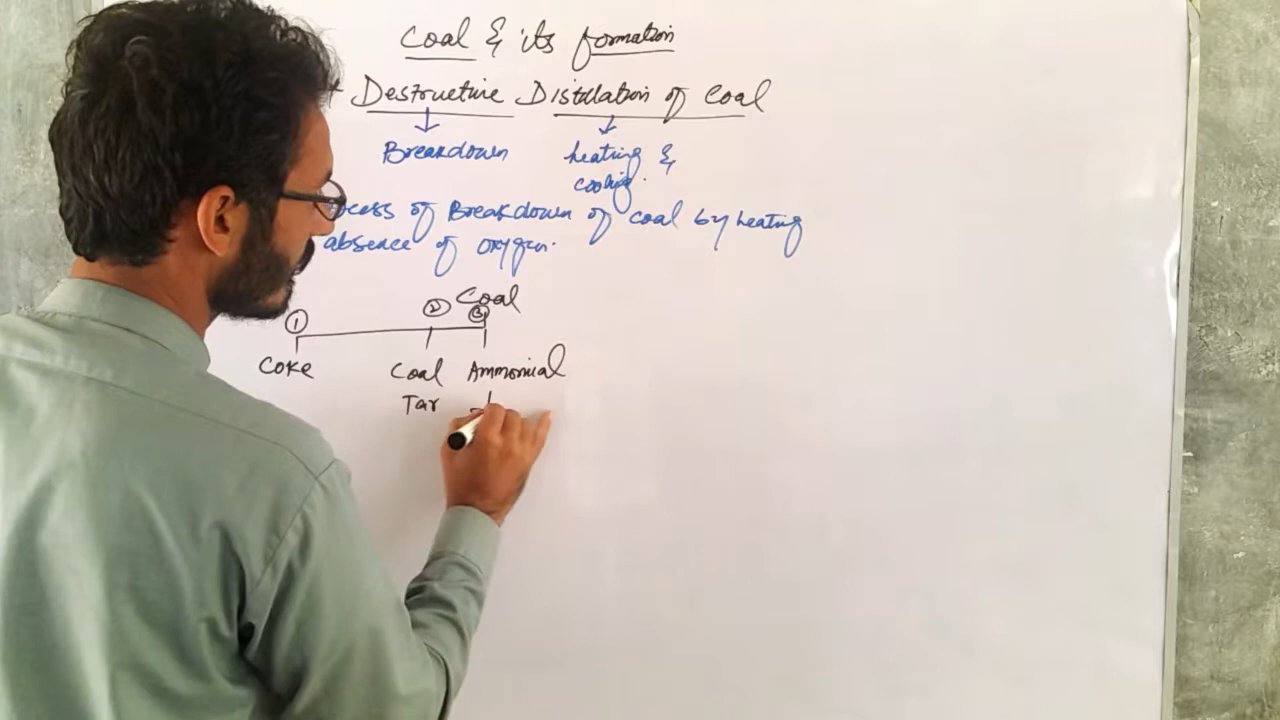 Coal & its formation
Destructive Distillation of Coal
Breakdown heating &
cooling.
ocess of Breakdown of coal by heating
absence of oxygen.
Coal
① ② ③
Coke Coal Ammonical
Tar